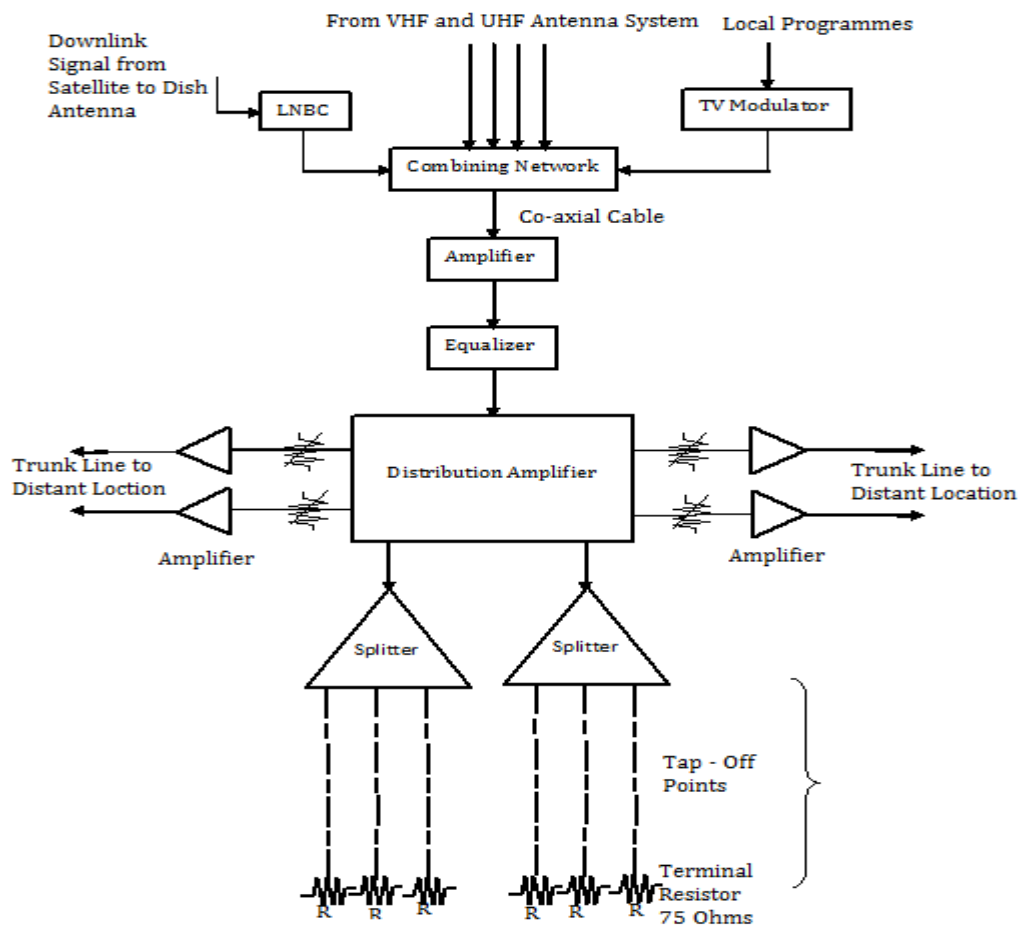 From VHF and UHF Antenna System
Local Programmes
Downlink
Signal from
Satellite to Dish
Antenna
LNBC
TV Modulator
Combining Network
Co-axial Cable
Amplifier
Equalizer
Distribution Amplifier
Trunk Line to
Distant Loction
Trunk Line to
Distant Location
Amplifier
Amplifier
Splitter
Splitter
Tap - Off
Points
Terminal
Resistor
75 Ohms
R
R
R
R
R
R